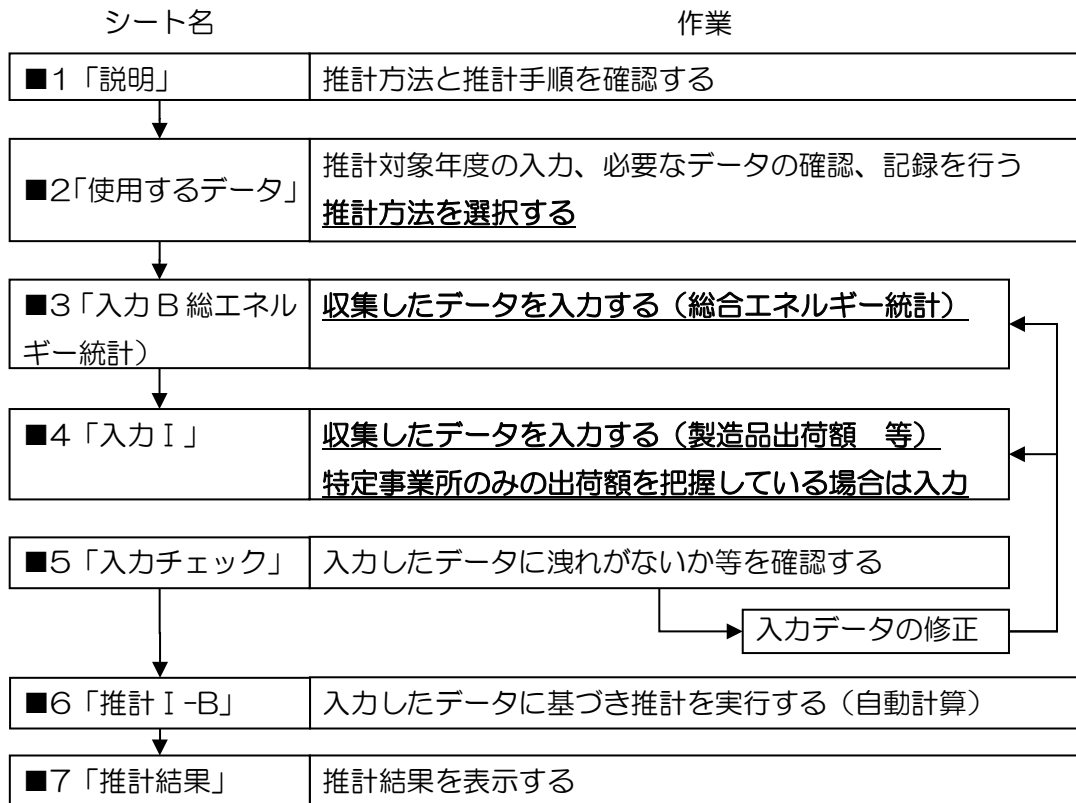 シート名 作業
■1「説明」 推計方法と推計手順を確認する
■2「使用するデータ」 推計対象年度の入力、必要なデータの確認、記録を行う
推計方法を選択する
■3「入力B総エネル
ギー統計) 収集したデータを入力する(総合エネルギー統計)
■4「入力Ⅰ」 収集したデータを入力する(製造品出荷額 等)
特定事業所のみの出荷額を把握している場合は入力
■5「入力チェック」 入力したデータに洩れがないか等を確認する
入力データの修正
■6「推計Ⅰ-B」 入力したデータに基づき推計を実行する(自動計算)
■7「推計結果」 推計結果を表示する